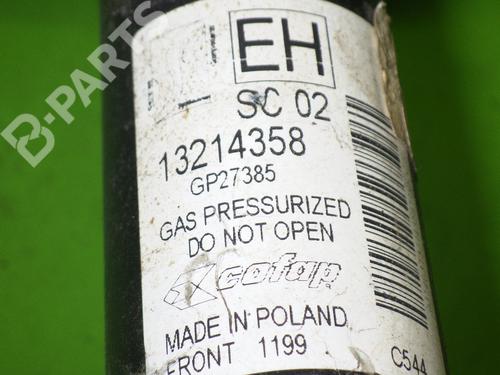 B-PARTS
EH
SC 02
13214358
GP27385
GAS PRESSURIZED
DO NOT OPEN
cofap
MADE IN POLAND
FRONT 1199
C544